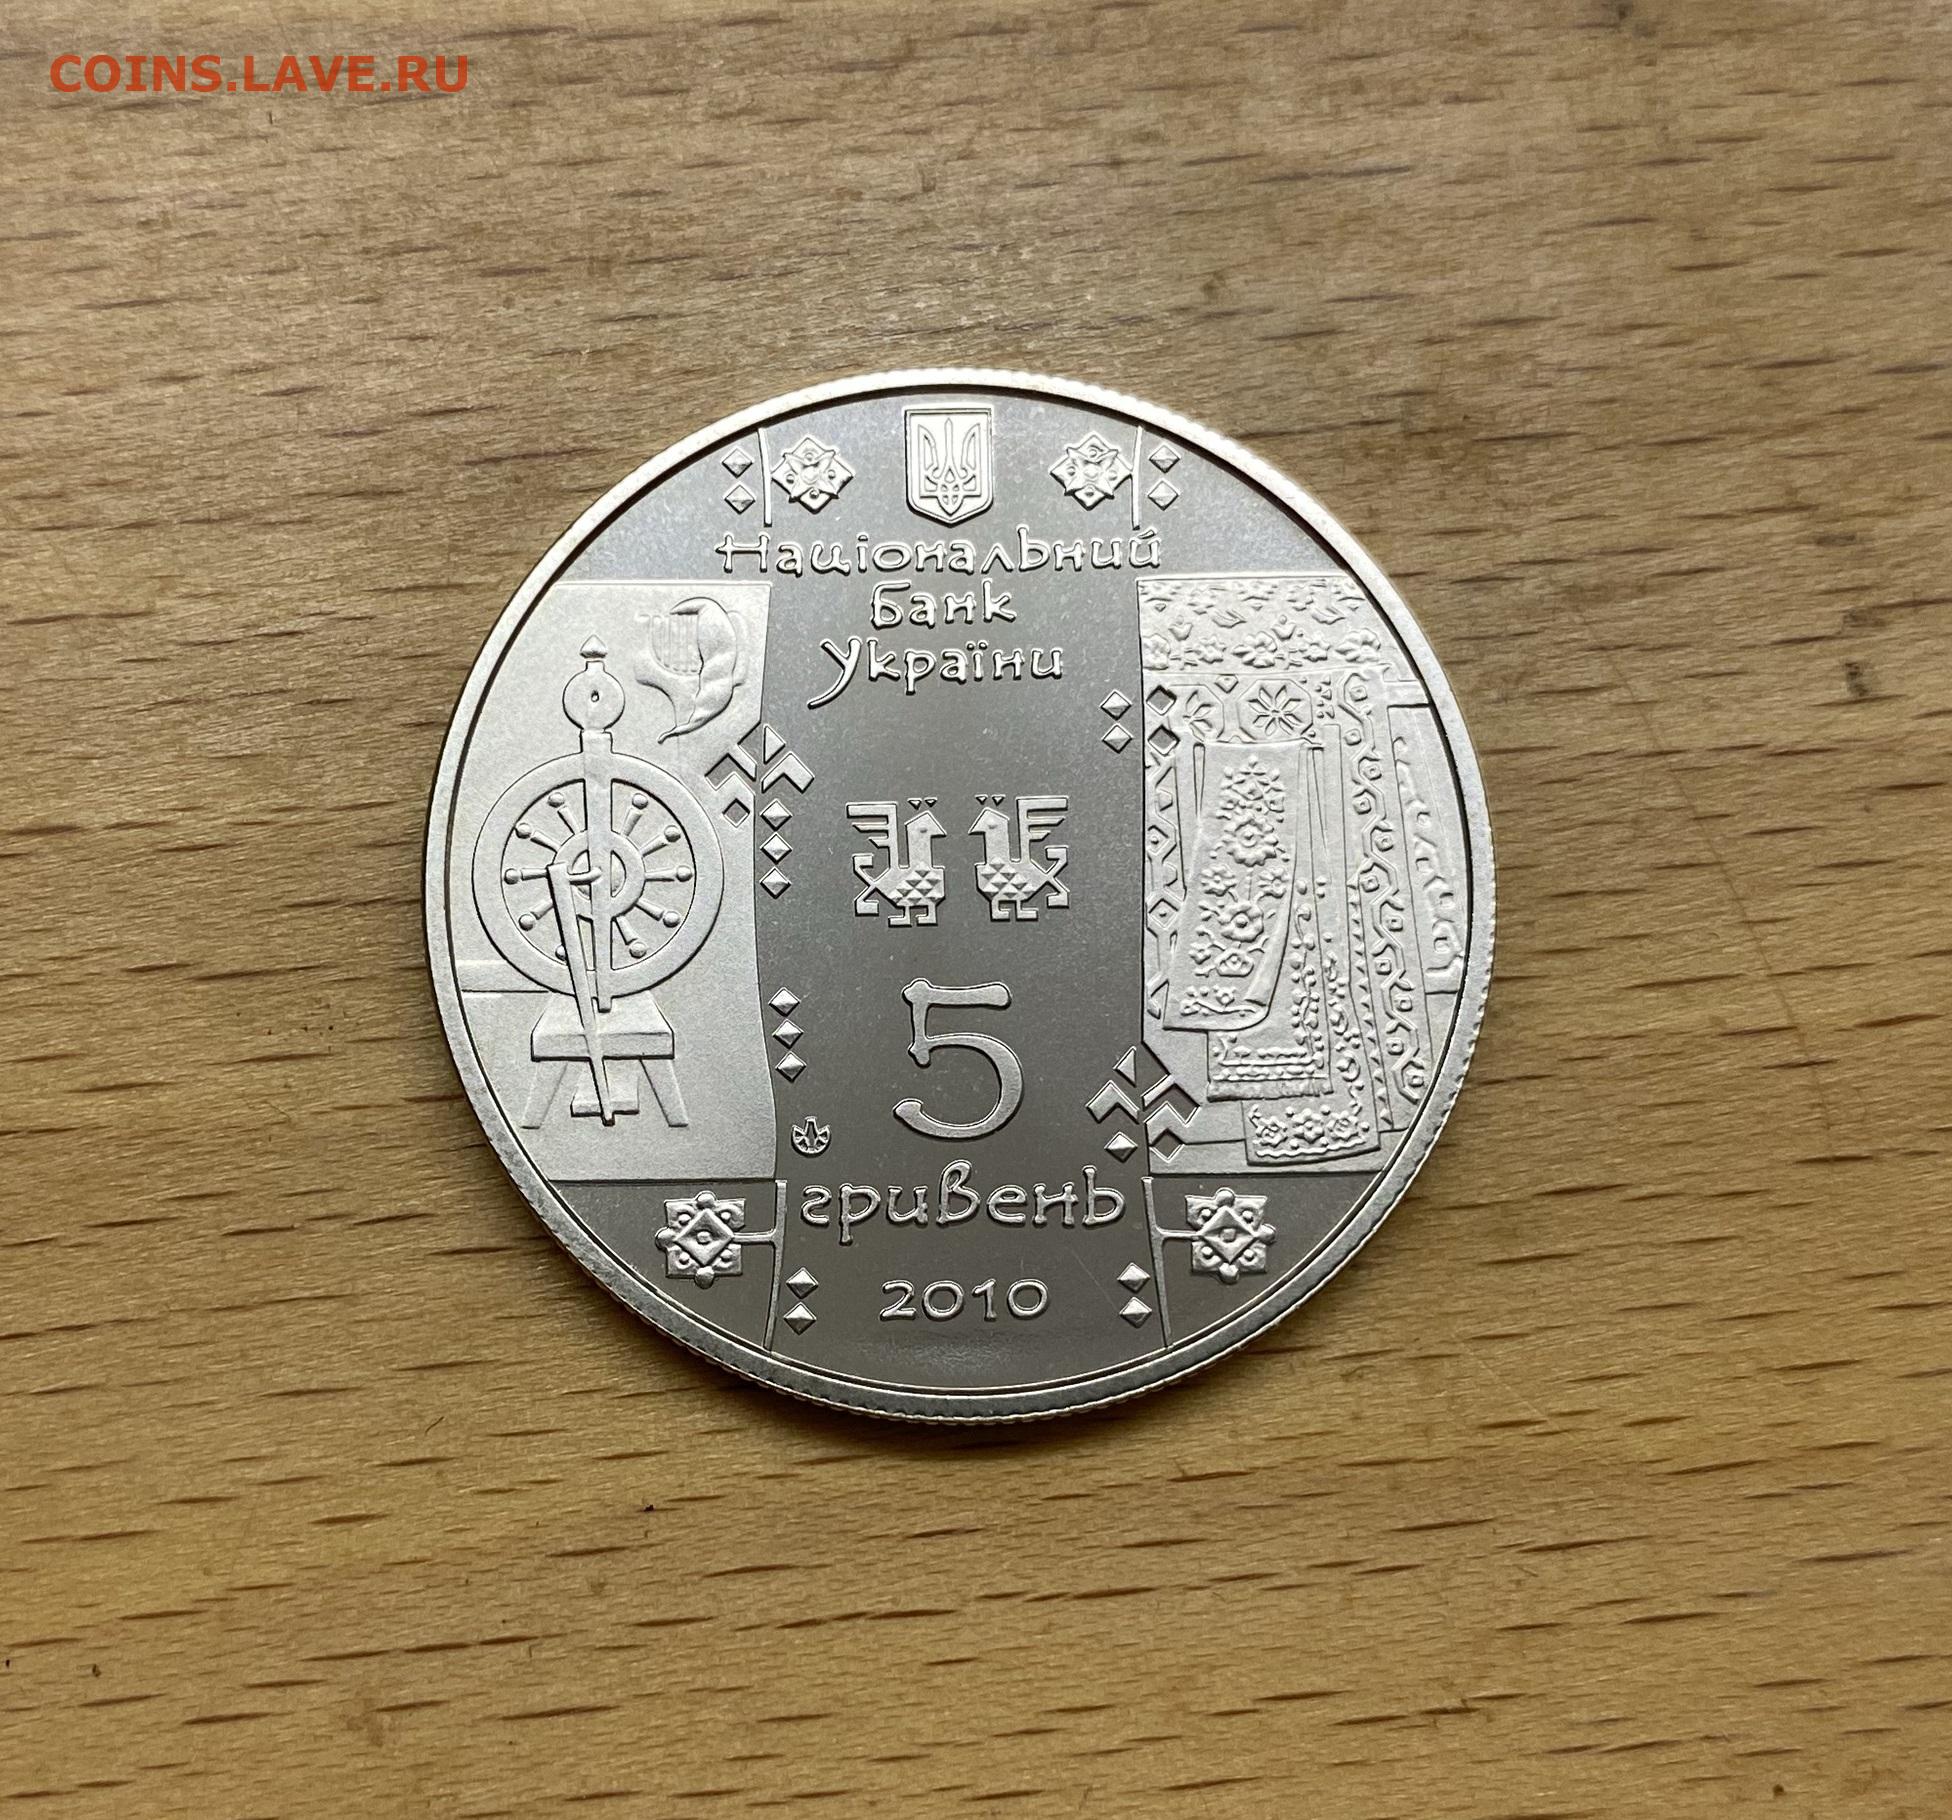 COINS.LAVE.RU
Національний
Банк
України
5
гривень
2010